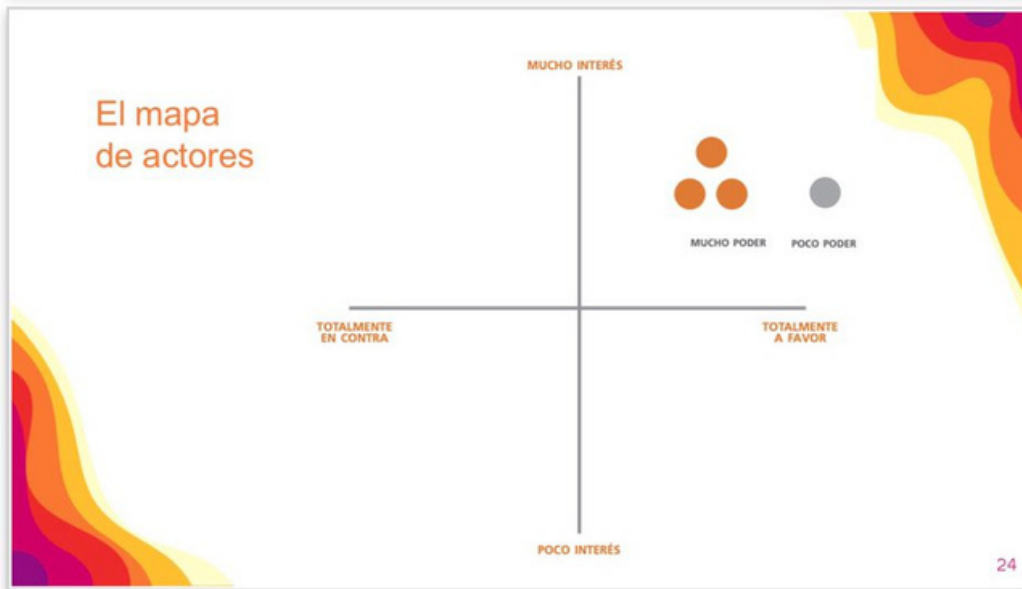 El mapa
de actores
MUCHO INTERÉS
MUCHO PODER
POCO PODER
TOTALMENTE
EN CONTRA
TOTALMENTE
A FAVOR
POCO INTERÉS
24